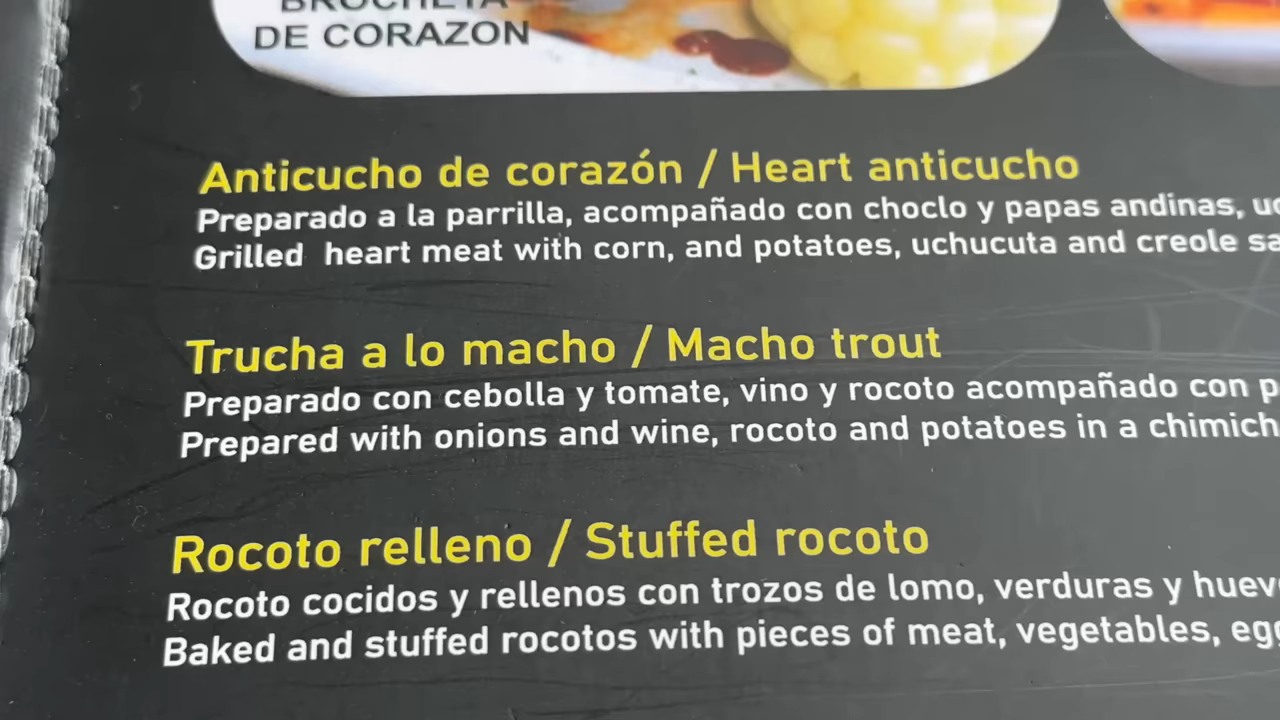 BROCHETA
DE CORAZON
Anticucho de corazón / Heart anticucho
Preparado a la parrilla, acompañado con choclo y papas andinas,
Grilled heart meat with corn, and potatoes, uchucuta and creole
Trucha a lo macho / Macho trout
Preparado con cebolla y tomate, vino y rocoto acompañado con
Prepared with onions and wine, rocoto and potatoes in a
Rocoto relleno / Stuffed rocoto
Rocoto cocidos y rellenos con trozos de lomo, verduras y
Baked and stuffed rocotos with pieces of meat, vegetables,